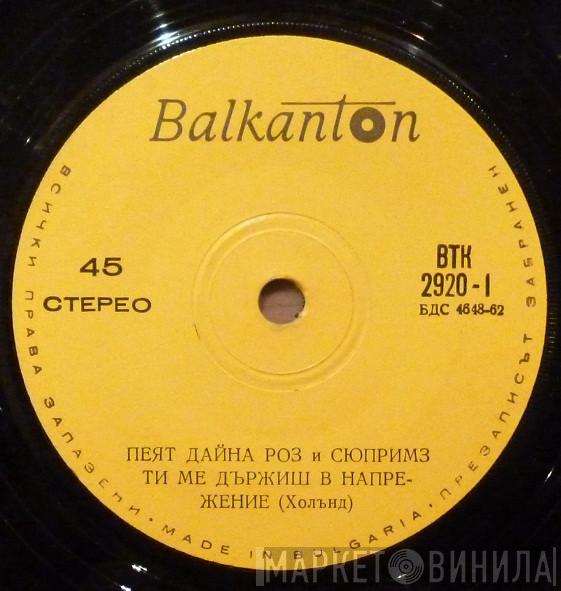 Balkanton
45
СТЕРЕО
ВТК
2920-1
БДС 4648-62
ПЕЯТ ДАЙНА РОЗ и СЮПРИМЗ
ТИ МЕ ДЪРЖИШ В НАПРЕ-
ЖЕНИЕ (Холънд)
ВСИЧКИ ПРАВА ЗАПАЗЕНИ · MADE IN BULGARIA · ПРЕЗАПИСЪТ ЗАБРАНЕН
МАРКЕТ ВИНИЛА